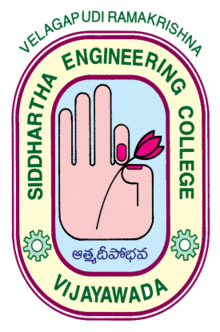 VELAGAPUDI RAMAKRISHNA
SIDDHARTHA ENGINEERING COLLEGE
ఆత్మదీపోభవ
VIJAYAWADA